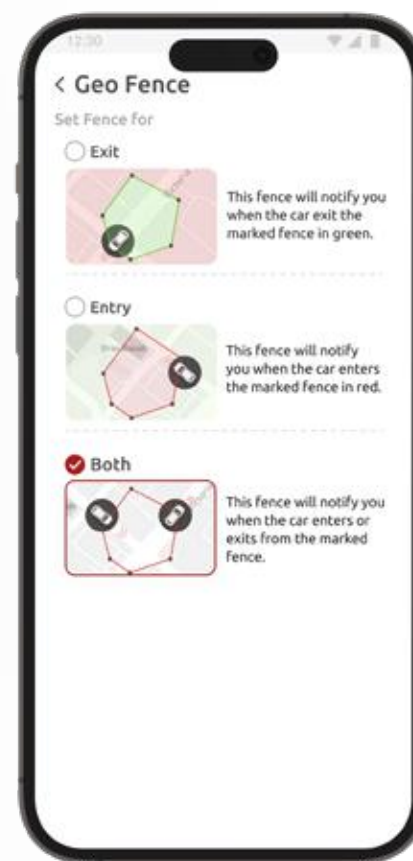 12:30
Geo Fence
Set Fence for
Exit
This fence will notify you
when the car exit the
marked fence in green.
Entry
This fence will notify
you when the car enters
the marked fence in red.
Both
This fence will notify you
when the car enters or
exits from the marked
fence.